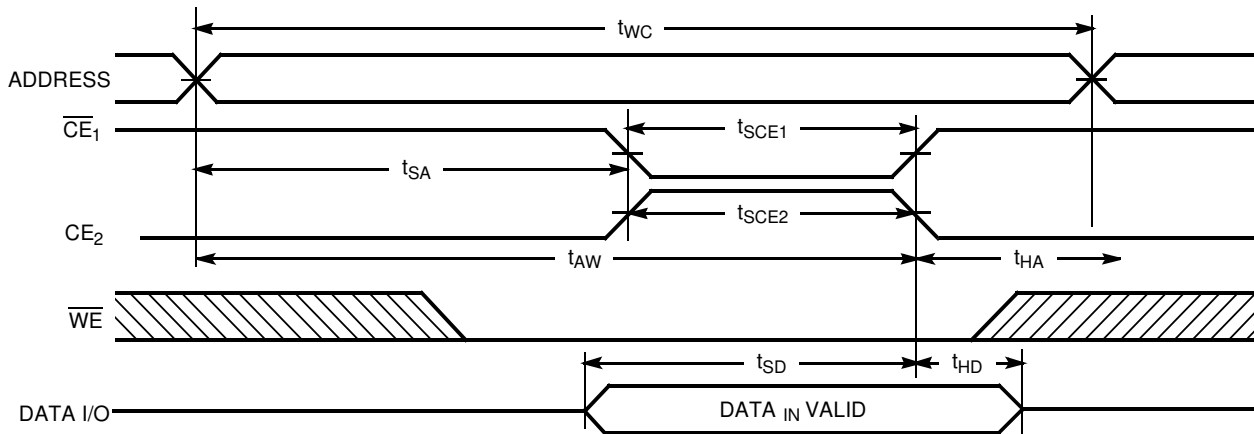 tWC
ADDRESS
CE1
tSCE1
tSA
CE2
tSCE2
tAW
tHA
WE
tSD
tHD
DATA I/O
DATA IN VALID